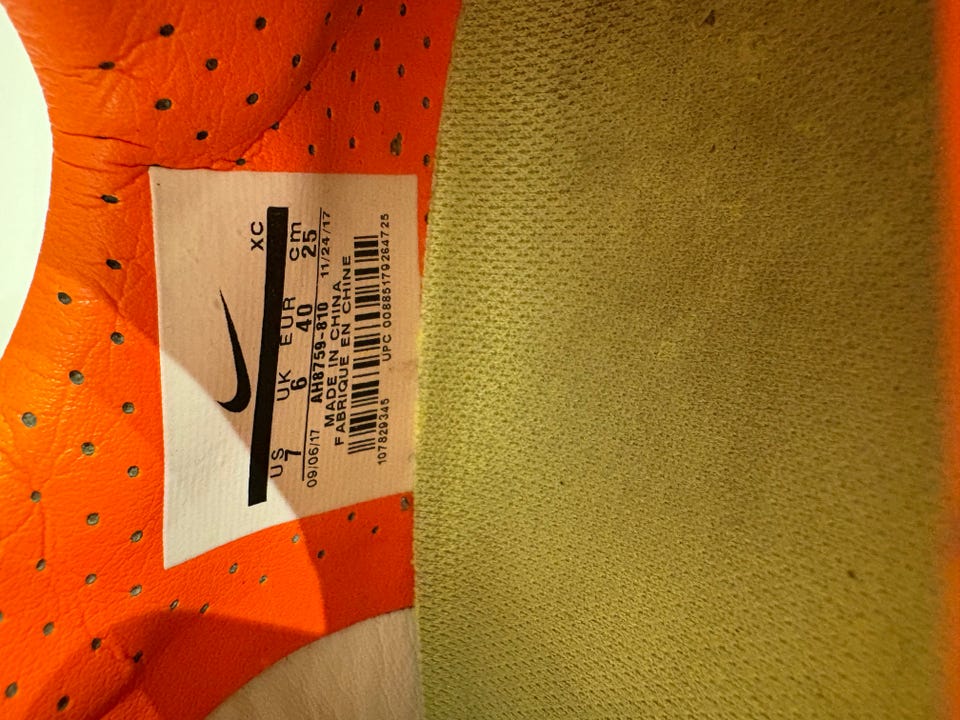 XC
US UK EUR cm
7 6 40 25
09/06/17 AH8759-810 11/24/17
MADE IN CHINA
FABRIQUE EN CHINE
107829345 UPC 00885179264725